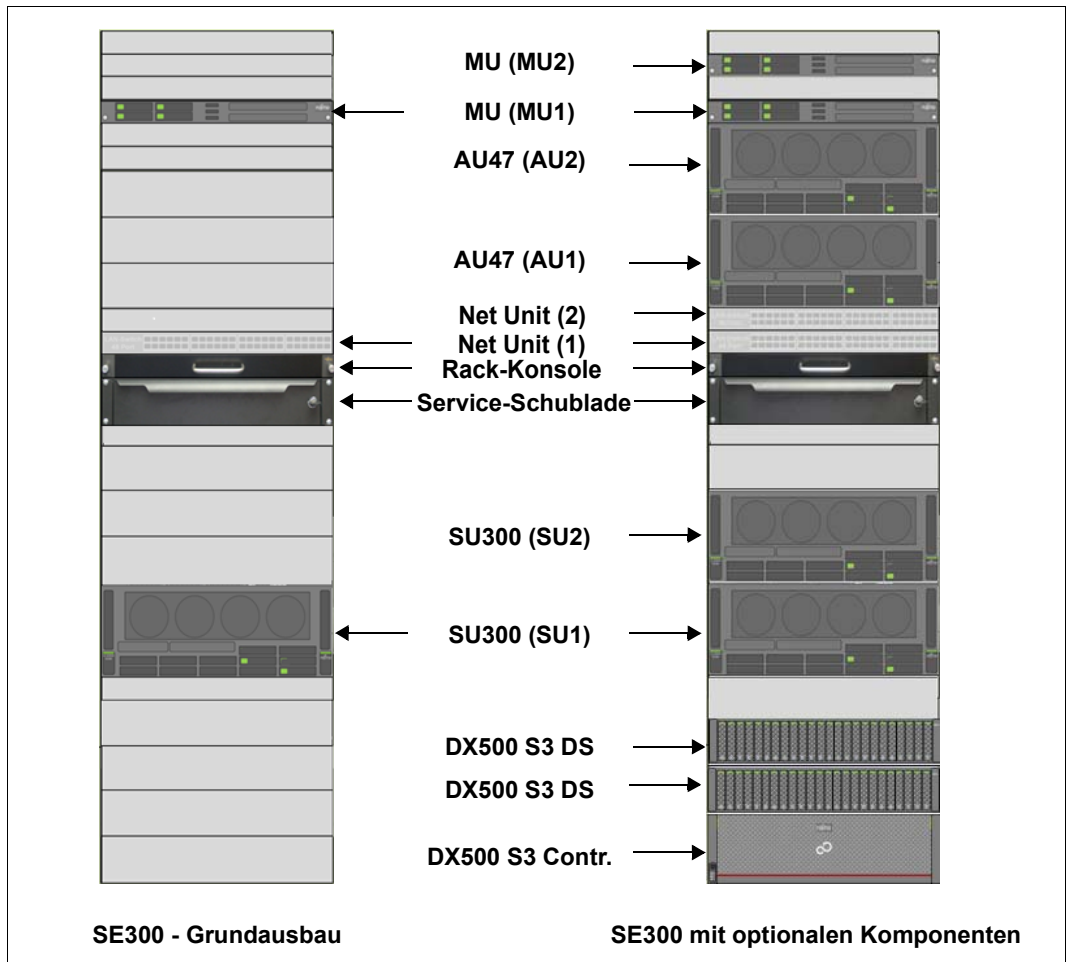 MU (MU2)
MU (MU1)
AU47 (AU2)
AU47 (AU1)
Net Unit (2)
Net Unit (1)
Rack-Konsole
Service-Schublade
SU300 (SU2)
SU300 (SU1)
DX500 S3 DS
DX500 S3 DS
DX500 S3 Contr.
SE300 - Grundausbau
SE300 mit optionalen Komponenten